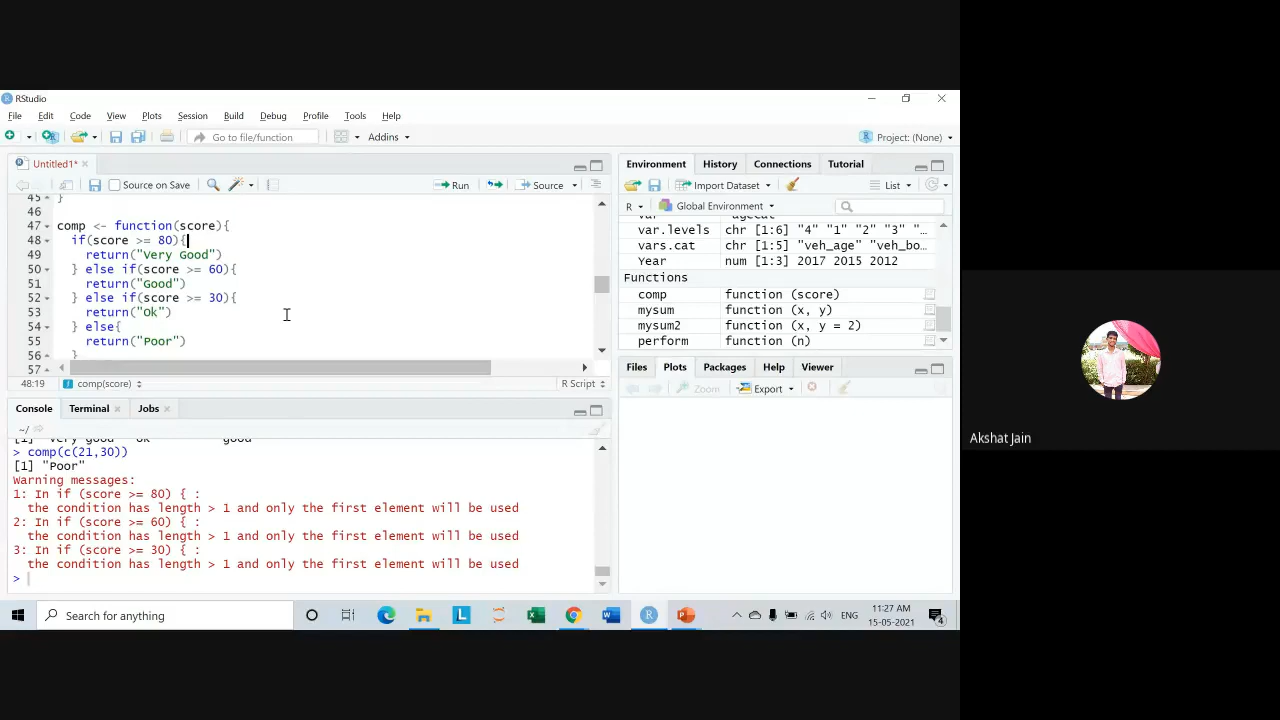 RStudio
File Edit Code View Plots Session Build Debug Profile Tools Help
Go to file/function Addins Project: (None)
Untitled1*
Source on Save Run Source
45 }
46
47 comp <- function(score){
48 if(score >= 80){
49 return("Very Good")
50 } else if(score >= 60){
51 return("Good")
52 } else if(score >= 30){
53 return("Ok")
54 } else{
55 return("Poor")
56 }
57
48:19 comp(score) R Script
Console Terminal Jobs
~/
[1] "very good" "ok" "good"
> comp(c(21,30))
[1] "Poor"
Warning messages:
1: In if (score >= 80) { :
the condition has length > 1 and only the first element will be used
2: In if (score >= 60) { :
the condition has length > 1 and only the first element will be used
3: In if (score >= 30) { :
the condition has length > 1 and only the first element will be used
>
Environment History Connections Tutorial
Import Dataset List
R Global Environment
var "agecat"
var.levels chr [1:6] "4" "1" "2" "3" "…
vars.cat chr [1:5] "veh_age" "veh_bo…
Year num [1:3] 2017 2015 2012
Functions
comp function (score)
mysum function (x, y)
mysum2 function (x, y = 2)
perform function (n)
Files Plots Packages Help Viewer
Zoom Export
Search for anything
ENG
11:27 AM
15-05-2021
4
Akshat Jain